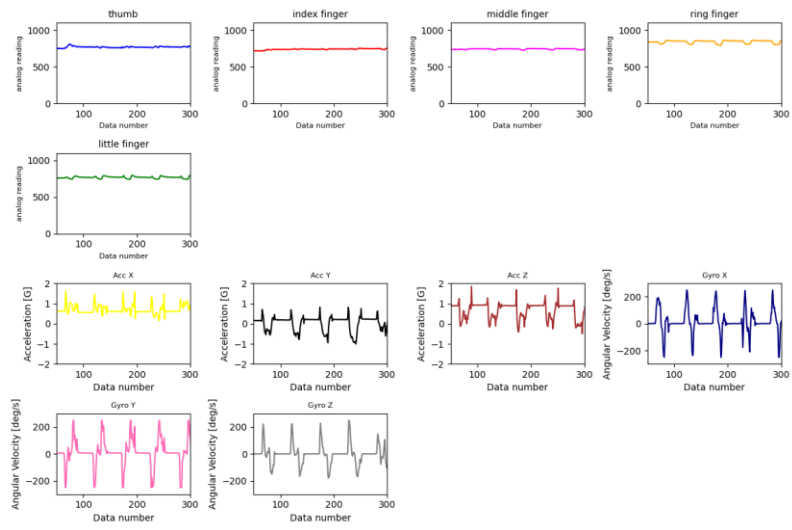 thumb
index finger
middle finger
ring finger
analog reading
1000
500
0
100
200
300
Data number
analog reading
1000
500
0
100
200
300
Data number
analog reading
1000
500
0
100
200
300
Data number
analog reading
1000
500
0
100
200
300
Data number
little finger
analog reading
1000
500
0
100
200
300
Data number
Acc X
Acceleration [G]
2
1
0
−1
−2
100
200
300
Data number
Acc Y
Acceleration [G]
2
1
0
−1
−2
100
200
300
Data number
Acc Z
Acceleration [G]
2
1
0
−1
−2
100
200
300
Data number
Gyro X
Angular Velocity [deg/s]
200
0
−200
100
200
300
Data number
Gyro Y
Angular Velocity [deg/s]
200
0
−200
100
200
300
Data number
Gyro Z
Angular Velocity [deg/s]
200
0
−200
100
200
300
Data number